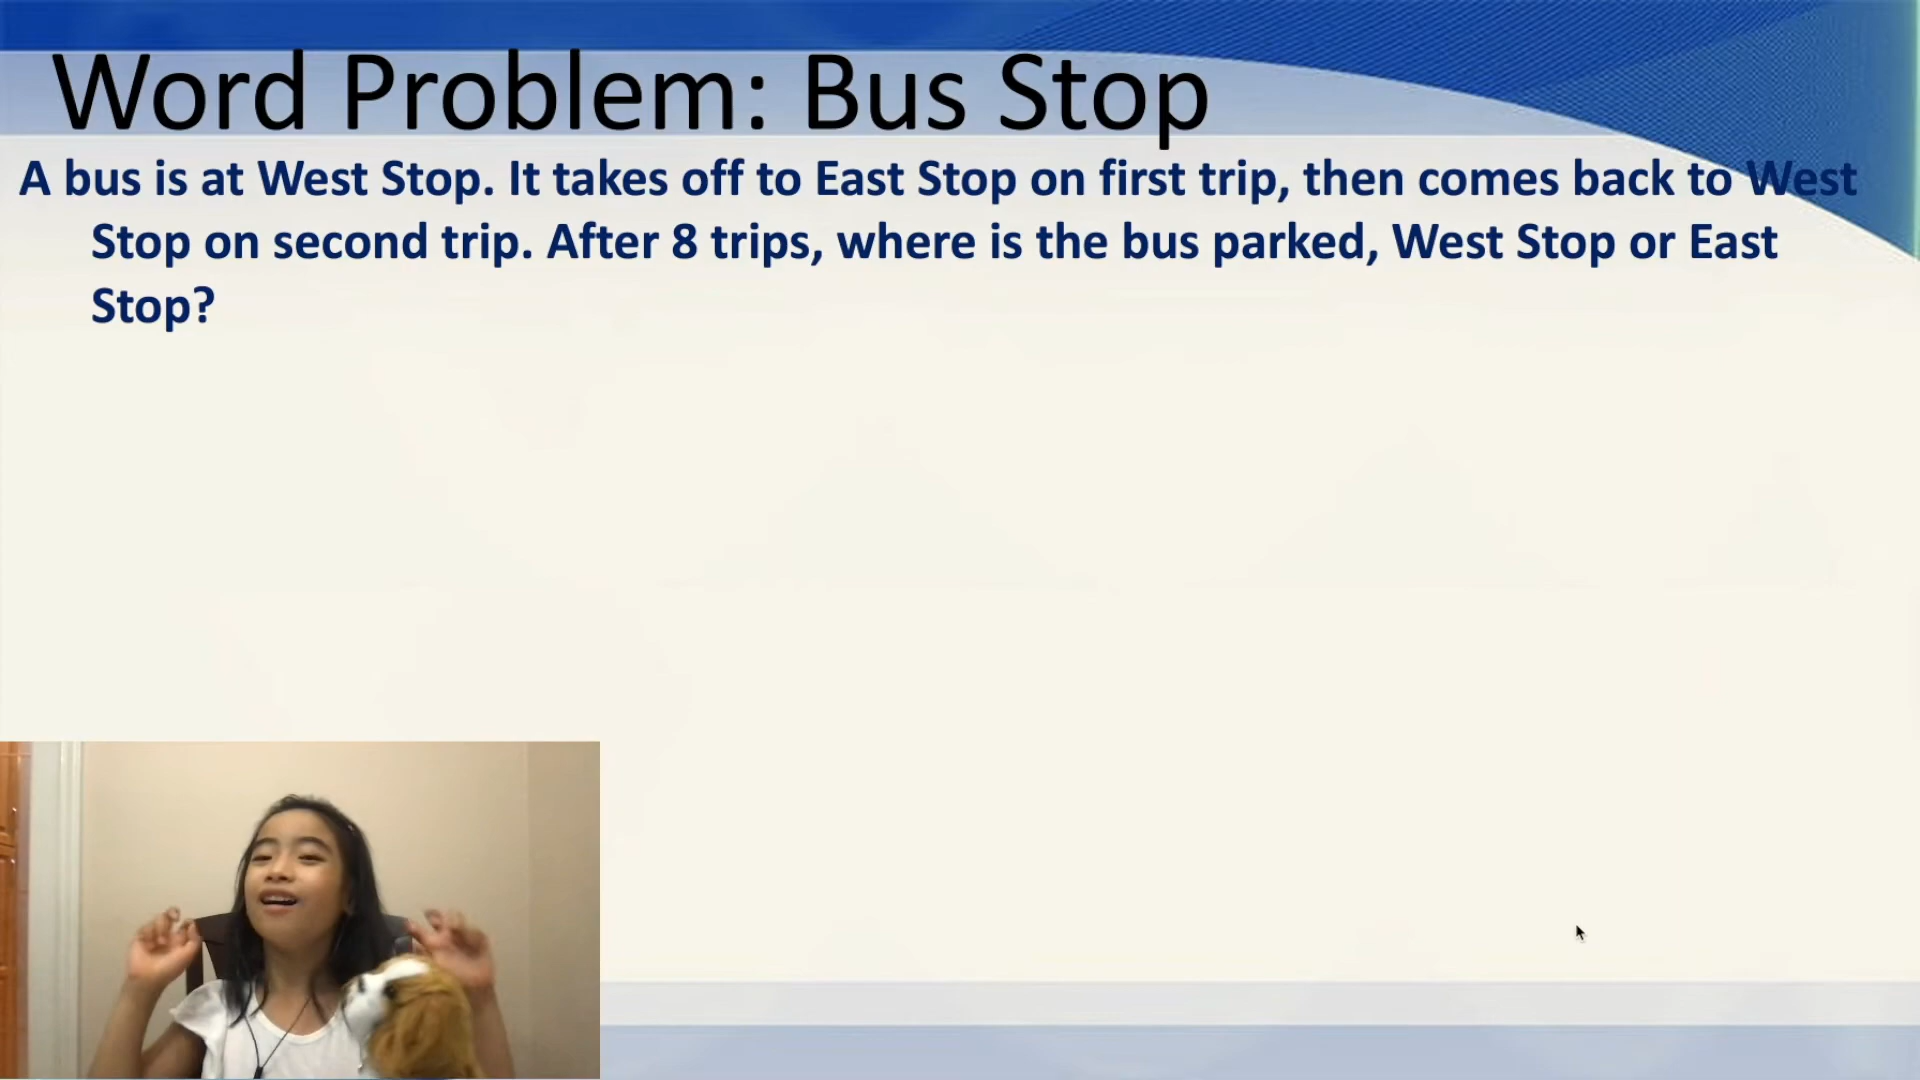 Word Problem: Bus Stop
A bus is at West Stop. It takes off to East Stop on first trip, then comes back to West
Stop on second trip. After 8 trips, where is the bus parked, West Stop or East
Stop?